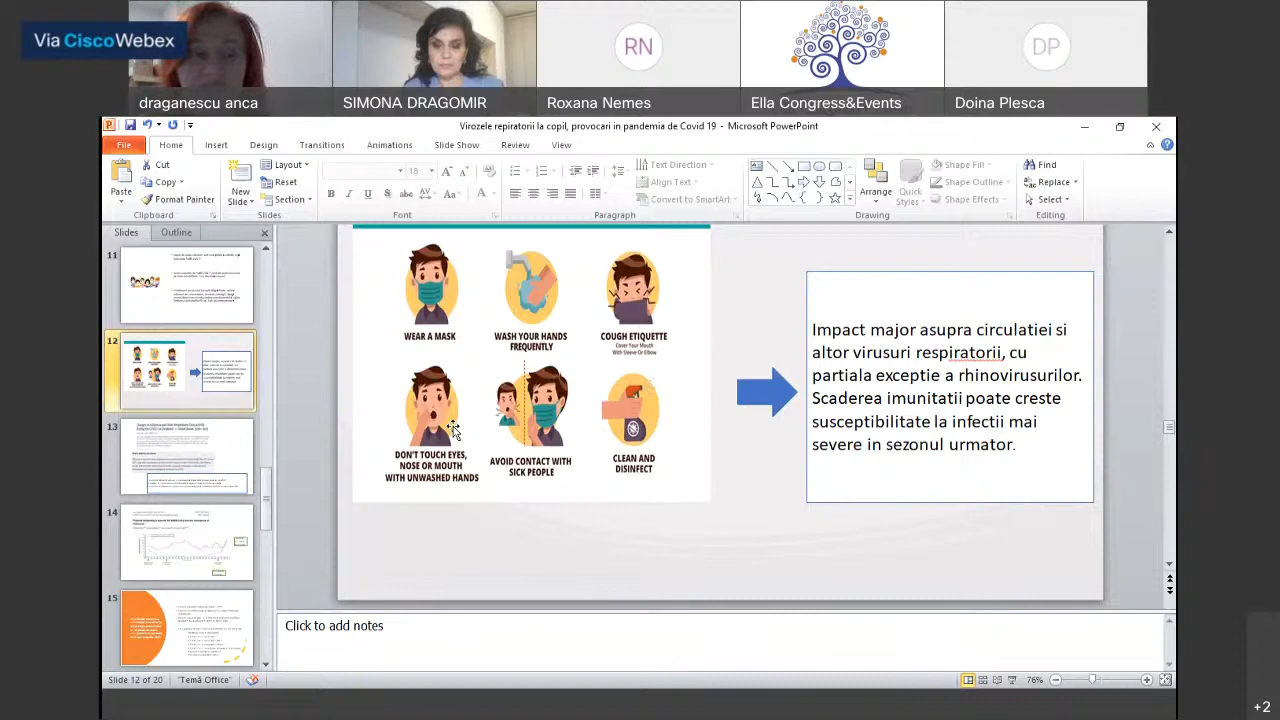 Via CiscoWebex
draganescu anca
SIMONA DRAGOMIR
RN
Roxana Nemes
Ella Congress&Events
DP
Doina Plesca
Virozele repiratorii la copil, provocari in pandemia de Covid 19 - Microsoft PowerPoint
File Home Insert Design Transitions Animations Slide Show Review View
Paste
Cut
Copy
Format Painter
Clipboard
New Slide
Layout
Reset
Section
Slides
18
Font
Paragraph
Text Direction
Align Text
Convert to SmartArt
Arrange
Quick Styles
Shape Fill
Shape Outline
Shape Effects
Drawing
Find
Replace
Select
Editing
Slides Outline
11
12
13
14
15
WEAR A MASK
WASH YOUR HANDS
FREQUENTLY
COUGH ETIQUETTE
Cover Your Mouth
With Sleeve Or Elbow
DON'T TOUCH EYES,
NOSE OR MOUTH
WITH UNWASHED HANDS
AVOID CONTACT WITH
SICK PEOPLE
CLEAN AND
DISINFECT
Impact major asupra circulatiei si
altor virusuri respiratorii, cu
partiala exceptie a rhinovirusurilor.
Scaderea imunitatii poate creste
susceptibilitate la infectii mai
severe in sezonul urmator.
Click to add notes
Slide 12 of 20
"Temă Office"
76%
+2